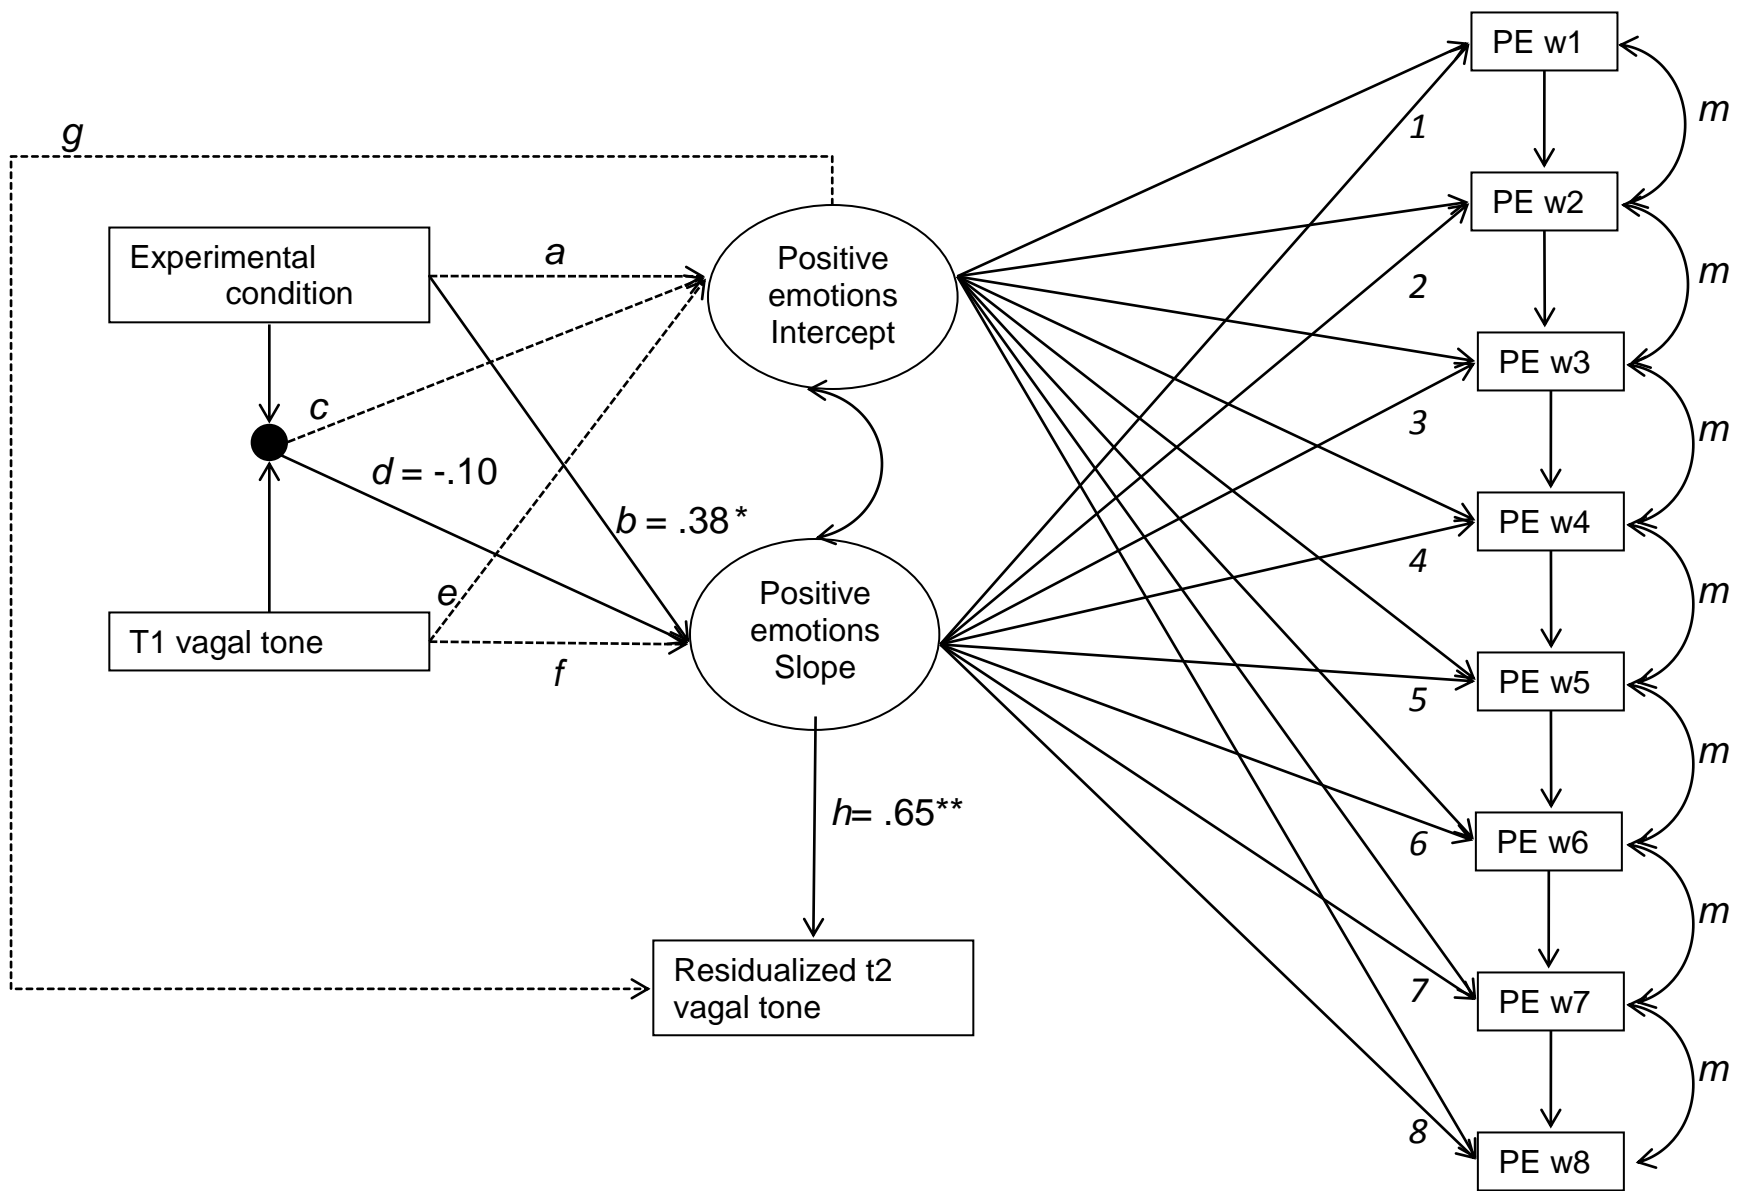 g
Experimental
condition
a
c
d = -.10
b = .38 *
e
T1 vagal tone
f
Positive
emotions
Intercept
Positive
emotions
Slope
h= .65**
Residualized t2
vagal tone
1
2
3
4
5
6
7
8
PE w1
m
PE w2
m
PE w3
m
PE w4
m
PE w5
m
PE w6
m
PE w7
m
PE w8